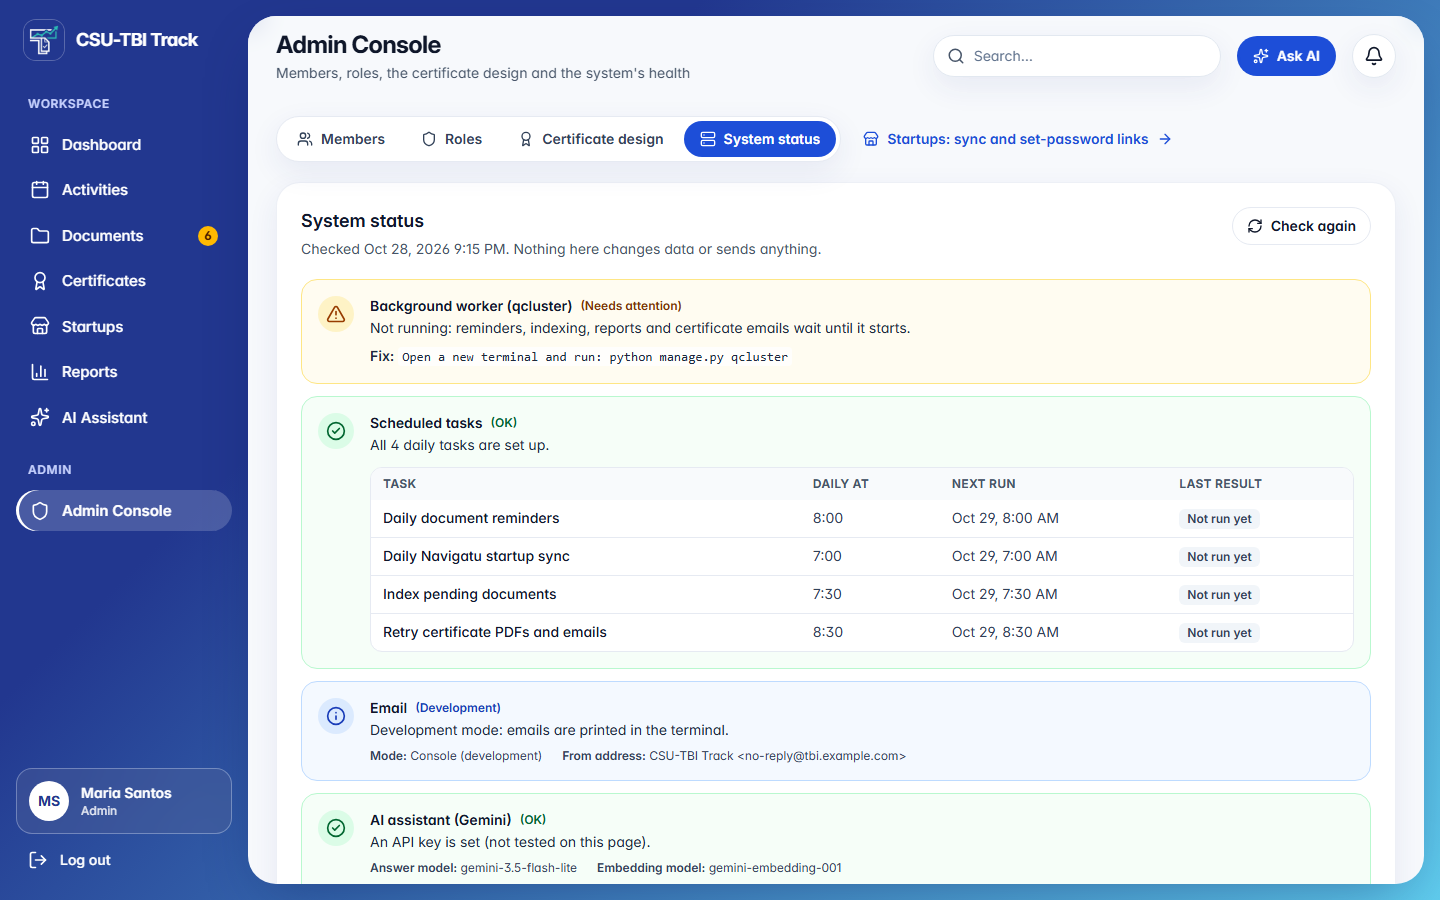 CSU-TBI Track
WORKSPACE
Dashboard
Activities
Documents 6
Certificates
Startups
Reports
AI Assistant
ADMIN
Admin Console
MS
Maria Santos
Admin
Log out
Admin Console
Members, roles, the certificate design and the system's health
Search...
Ask AI
Members
Roles
Certificate design
System status
Startups: sync and set-password links
System status
Checked Oct 28, 2026 9:15 PM. Nothing here changes data or sends anything.
Check again
Background worker (qcluster) (Needs attention)
Not running: reminders, indexing, reports and certificate emails wait until it starts.
Fix: Open a new terminal and run: python manage.py qcluster
Scheduled tasks (OK)
All 4 daily tasks are set up.
TASK DAILY AT NEXT RUN LAST RESULT
Daily document reminders 8:00 Oct 29, 8:00 AM Not run yet
Daily Navigatu startup sync 7:00 Oct 29, 7:00 AM Not run yet
Index pending documents 7:30 Oct 29, 7:30 AM Not run yet
Retry certificate PDFs and emails 8:30 Oct 29, 8:30 AM Not run yet
Email (Development)
Development mode: emails are printed in the terminal.
Mode: Console (development) From address: CSU-TBI Track <no-reply@tbi.example.com>
AI assistant (Gemini) (OK)
An API key is set (not tested on this page).
Answer model: gemini-3.5-flash-lite Embedding model: gemini-embedding-001